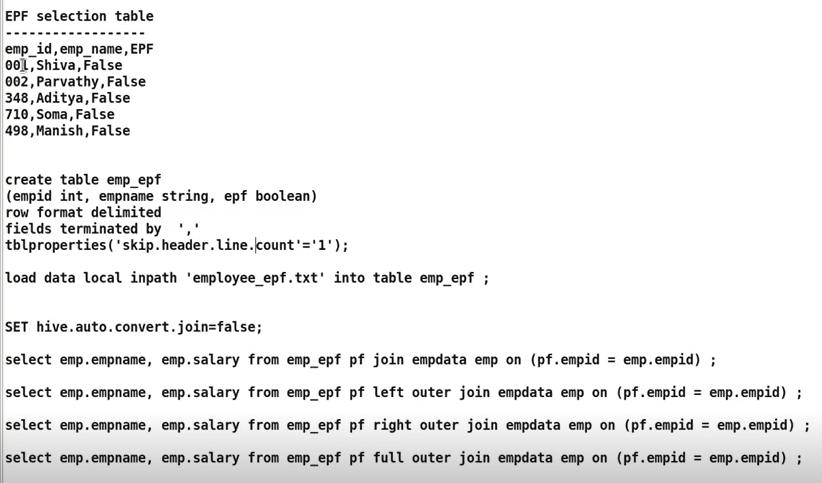 EPF selection table
------------------
emp_id,emp_name,EPF
001,Shiva,False
002,Parvathy,False
348,Aditya,False
710,Soma,False
498,Manish,False
create table emp_epf
(empid int, empname string, epf boolean)
row format delimited
fields terminated by  ','
tblproperties('skip.header.line.count'='1');
load data local inpath 'employee_epf.txt' into table emp_epf ;
SET hive.auto.convert.join=false;
select emp.empname, emp.salary from emp_epf pf join empdata emp on (pf.empid = emp.empid) ;
select emp.empname, emp.salary from emp_epf pf left outer join empdata emp on (pf.empid = emp.empid) ;
select emp.empname, emp.salary from emp_epf pf right outer join empdata emp on (pf.empid = emp.empid) ;
select emp.empname, emp.salary from emp_epf pf full outer join empdata emp on (pf.empid = emp.empid) ;